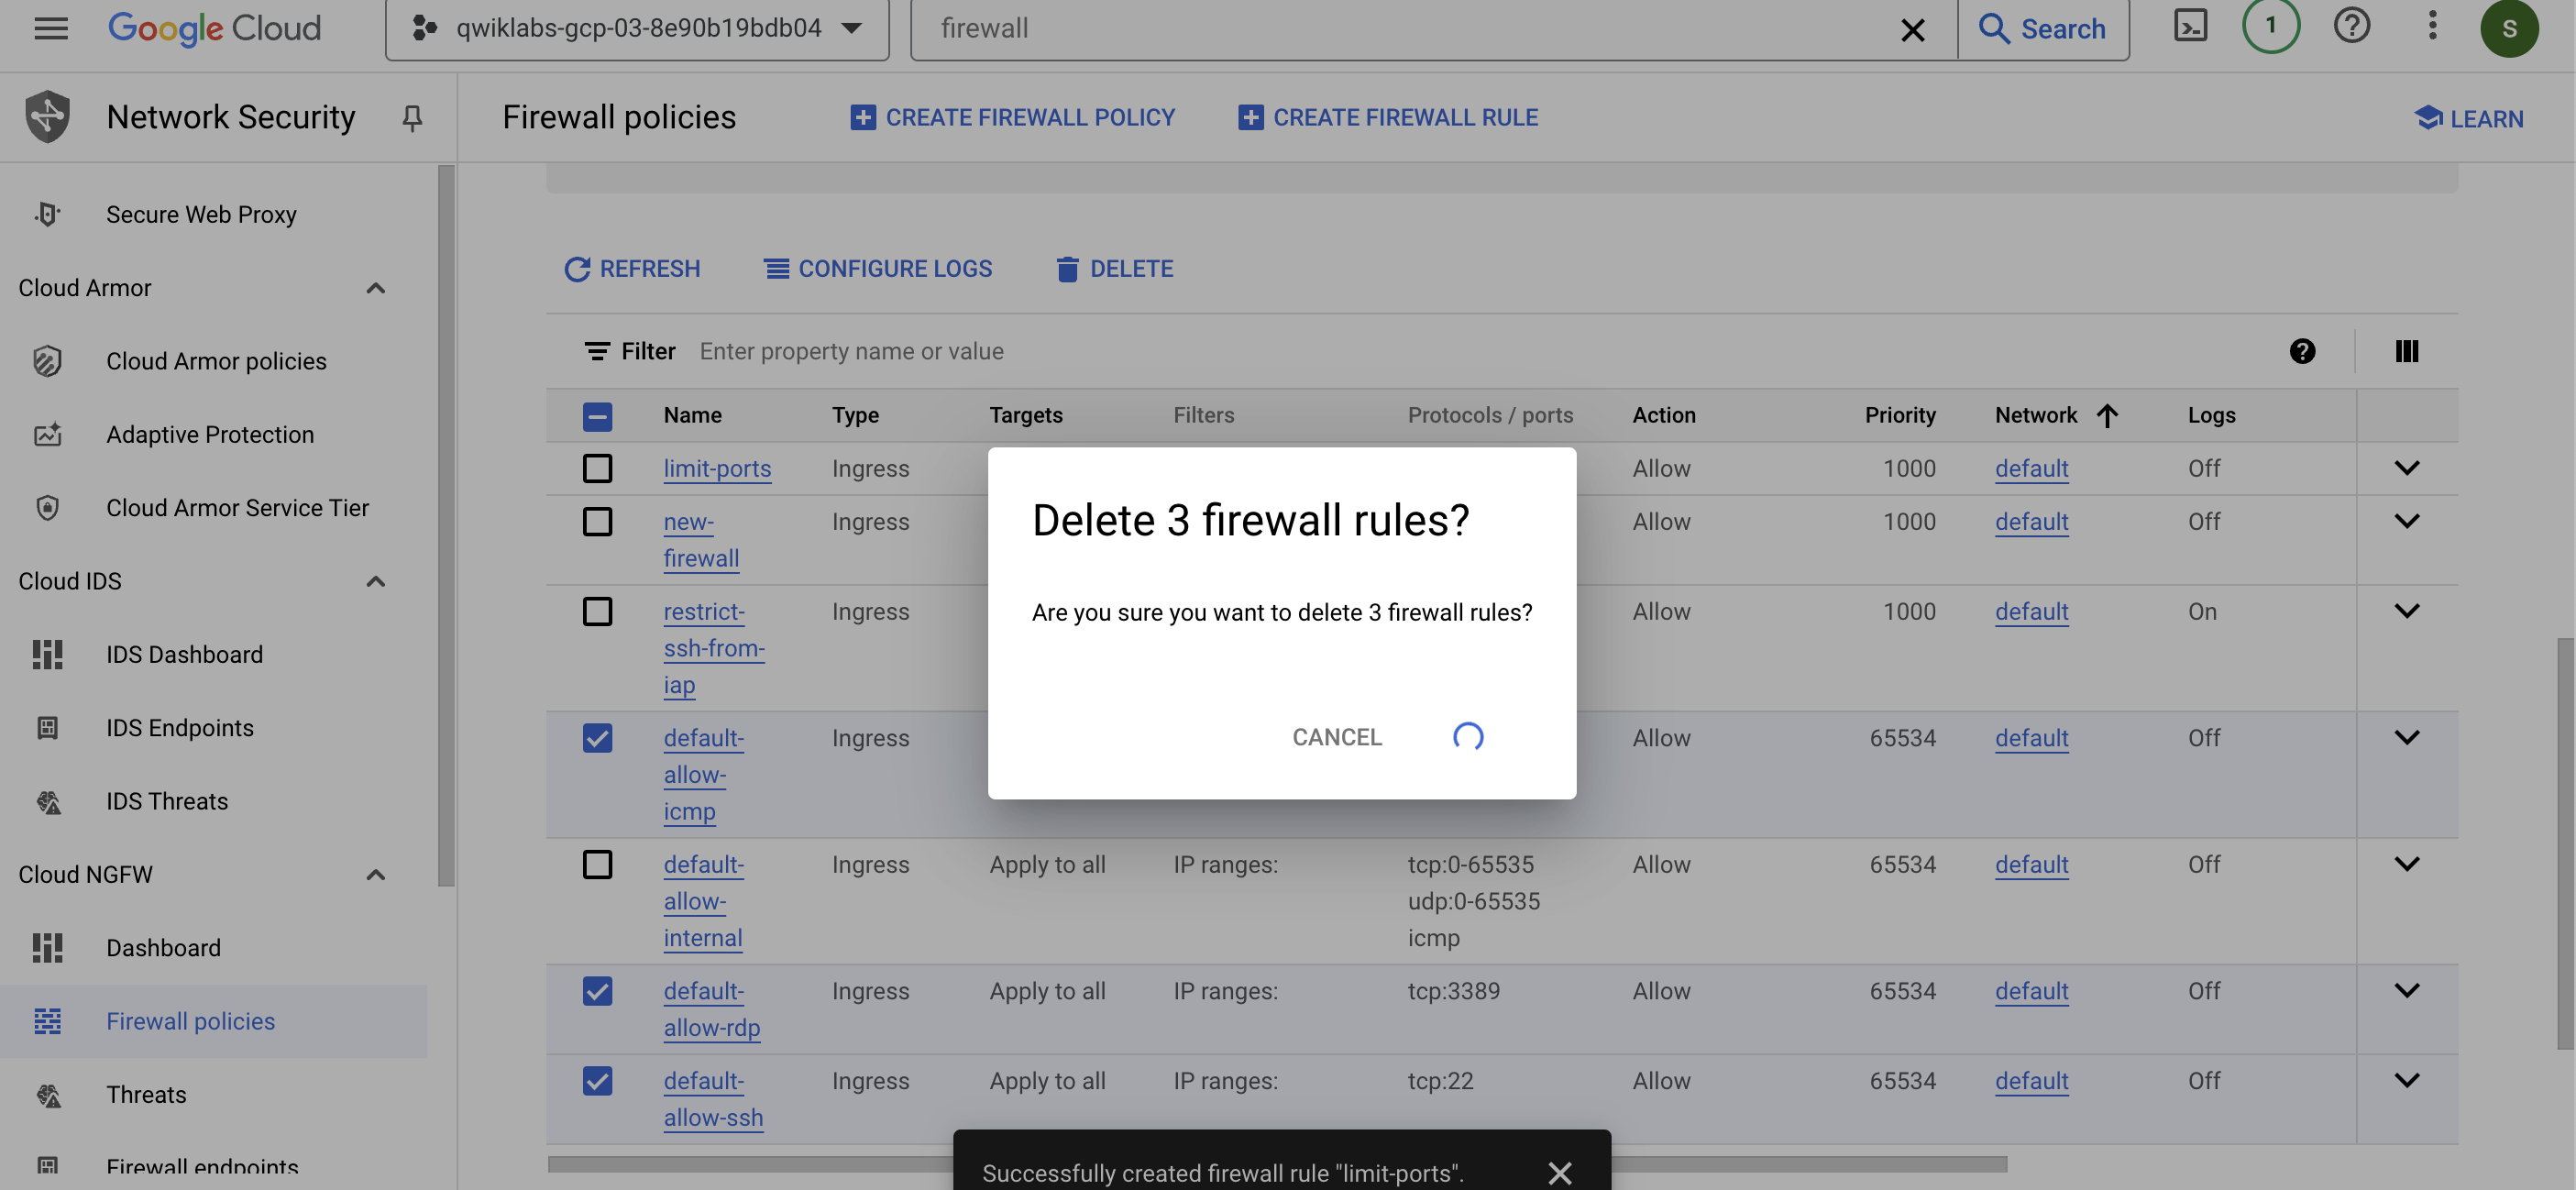 Google Cloud
qwiklabs-gcp-03-8e90b19bdb04
firewall
Search
1
S
Network Security
Firewall policies
CREATE FIREWALL POLICY
CREATE FIREWALL RULE
LEARN
Secure Web Proxy
Cloud Armor
Cloud Armor policies
Adaptive Protection
Cloud Armor Service Tier
Cloud IDS
IDS Dashboard
IDS Endpoints
IDS Threats
Cloud NGFW
Dashboard
Firewall policies
Threats
Firewall endpoints
REFRESH
CONFIGURE LOGS
DELETE
Filter Enter property name or value
Name Type Targets Filters Protocols / ports Action Priority Network Logs
limit-ports Ingress Allow 1000 default Off
new- Ingress Allow 1000 default Off
firewall
restrict- Ingress Allow 1000 default On
ssh-from-
iap
default- Ingress Allow 65534 default Off
allow-
icmp
default- Ingress Apply to all IP ranges: tcp:0-65535 Allow 65534 default Off
allow- udp:0-65535
internal icmp
default- Ingress Apply to all IP ranges: tcp:3389 Allow 65534 default Off
allow-rdp
default- Ingress Apply to all IP ranges: tcp:22 Allow 65534 default Off
allow-ssh
Delete 3 firewall rules?
Are you sure you want to delete 3 firewall rules?
CANCEL
Successfully created firewall rule "limit-ports".